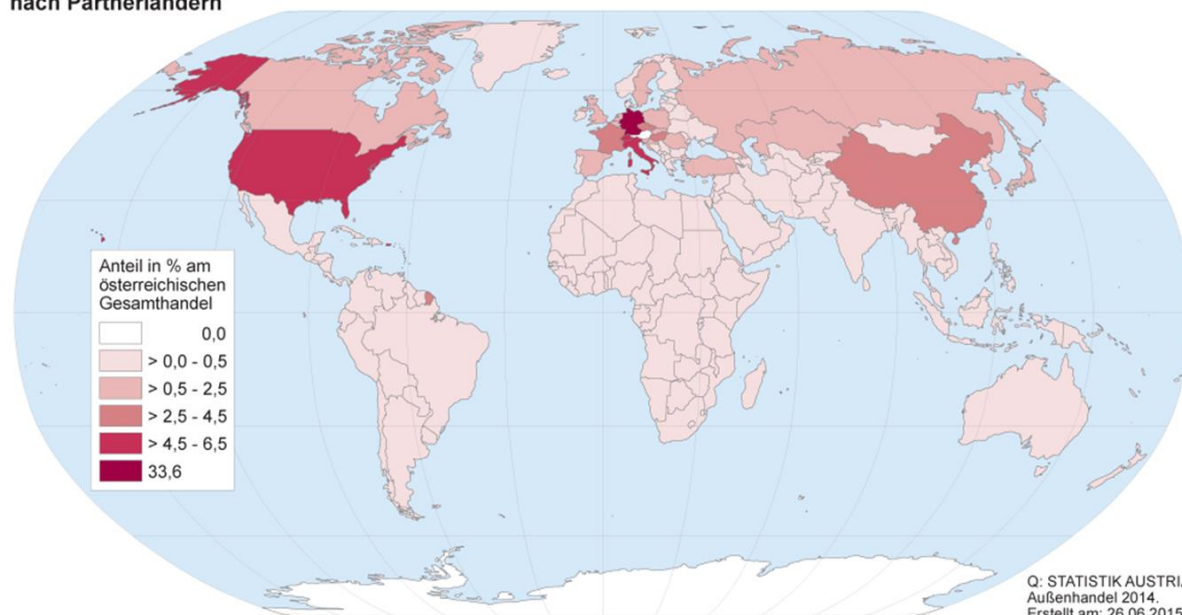 nach Partnerländern
Anteil in % am
österreichischen
Gesamthandel
0,0
> 0,0 - 0,5
> 0,5 - 2,5
> 2,5 - 4,5
> 4,5 - 6,5
33,6
Q: STATISTIK AUSTRI
Außenhandel 2014.
Erstellt am: 26.06.2015